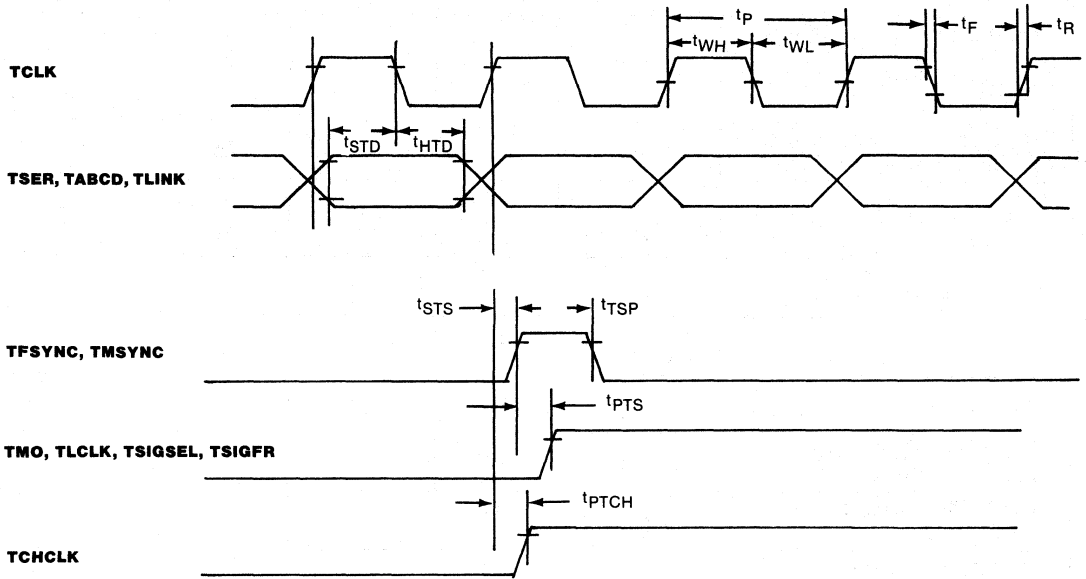 tP
tF
tR
tWH
tWL
TCLK
tSTD
tHTD
TSER, TABCD, TLINK
tSTS
tTSP
TFSYNC, TMSYNC
tPTS
TMO, TLCLK, TSIGSEL, TSIGFR
tPTCH
TCHCLK